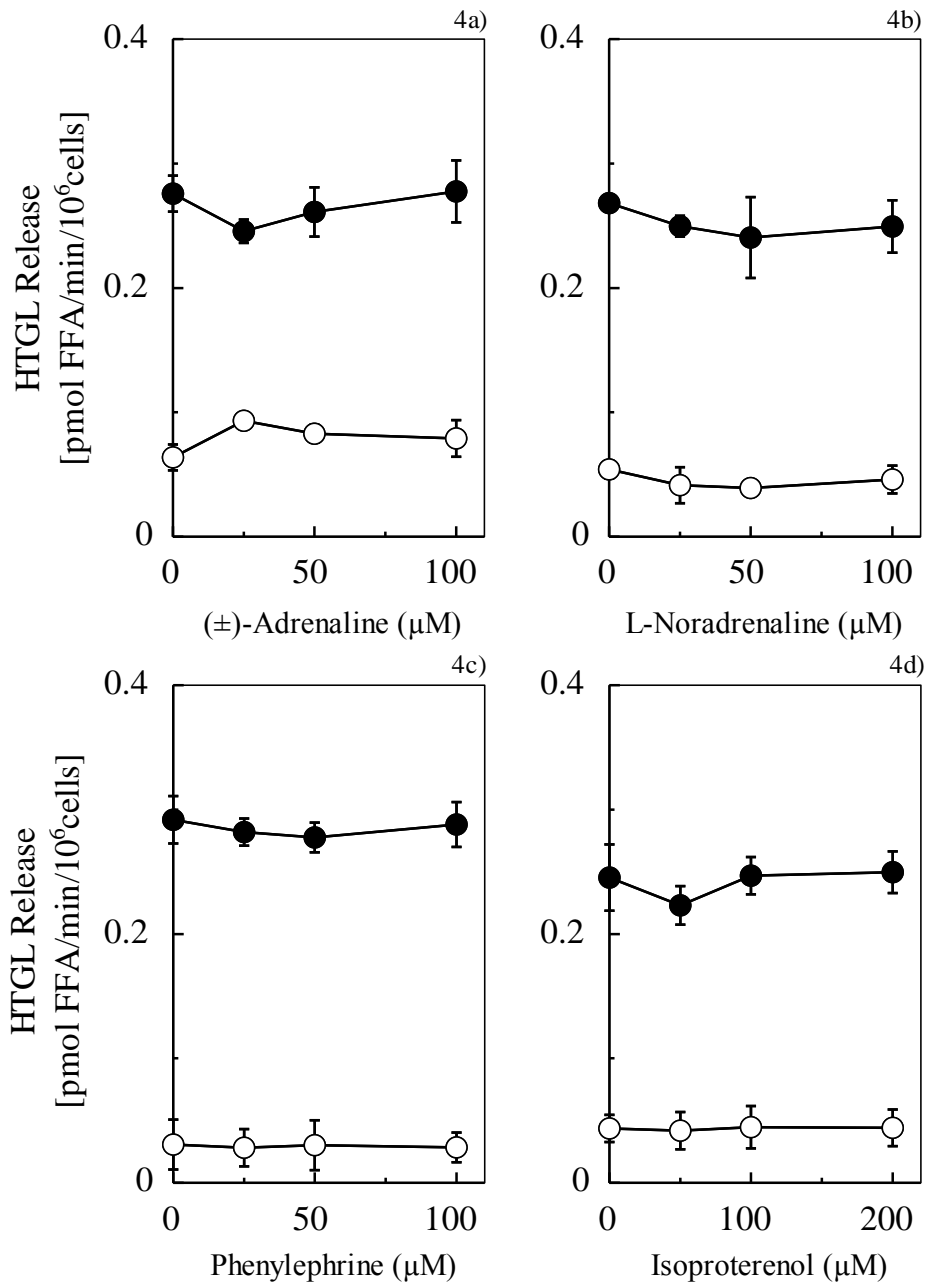 4a)
0.4
0.2
0
HTGL Release
[pmol FFA/min/10⁶cells]
0 50 100
(±)-Adrenaline (µM)
4b)
0.4
0.2
0
0 50 100
L-Noradrenaline (µM)
4c)
0.4
0.2
0
HTGL Release
[pmol FFA/min/10⁶cells]
0 50 100
Phenylephrine (µM)
4d)
0.4
0.2
0
0 100 200
Isoproterenol (µM)